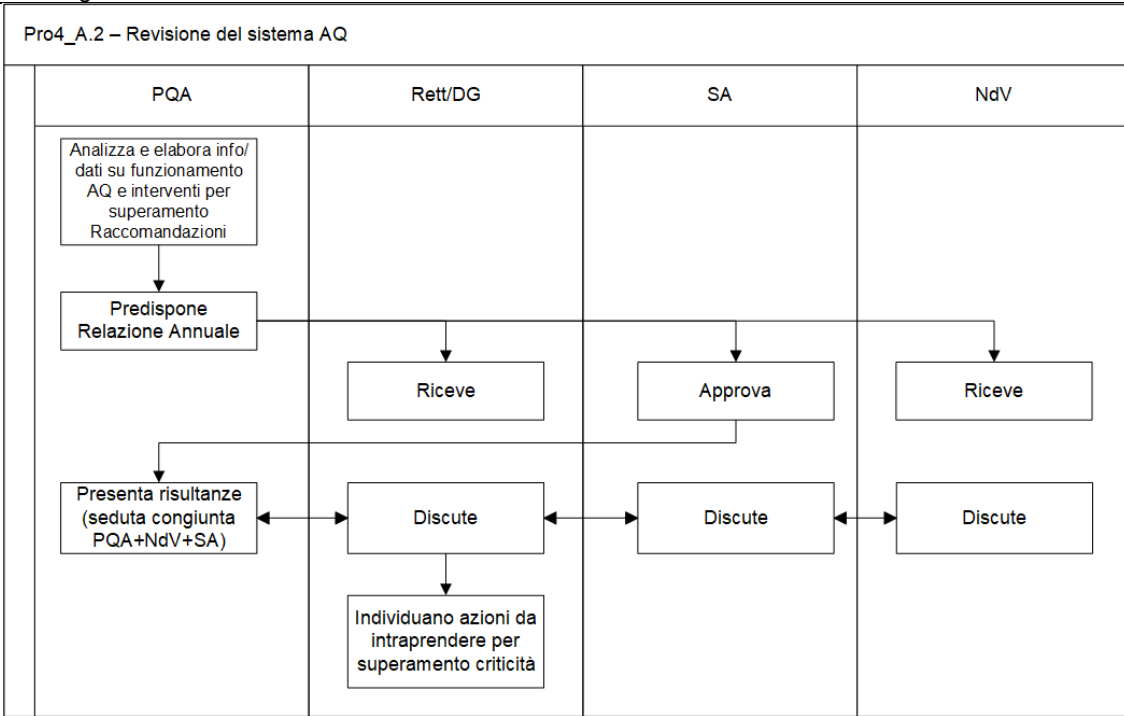 Pro4_A.2 – Revisione del sistema AQ
PQA
Rett/DG
SA
NdV
Analizza e elabora info/
dati su funzionamento
AQ e interventi per
superamento
Raccomandazioni
Predispone
Relazione Annuale
Riceve
Approva
Riceve
Presenta risultanze
(seduta congiunta
PQA+NdV+SA)
Discute
Discute
Discute
Individuano azioni da
intraprendere per
superamento criticità